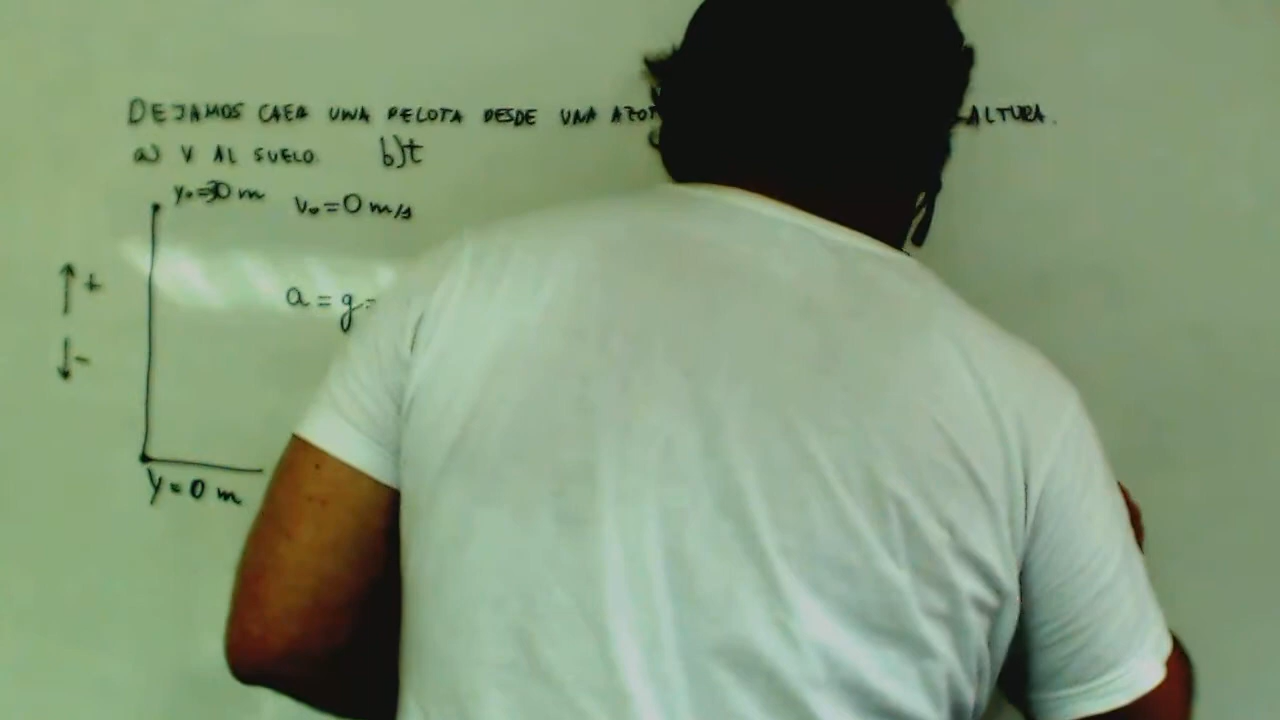 DEJAMOS CAER UNA PELOTA DESDE UNA AZOT ALTURA.
a) V AL SUELO. b) t
y₀=30 m
v₀=0 m/s
+
a = g =
-
y = 0 m